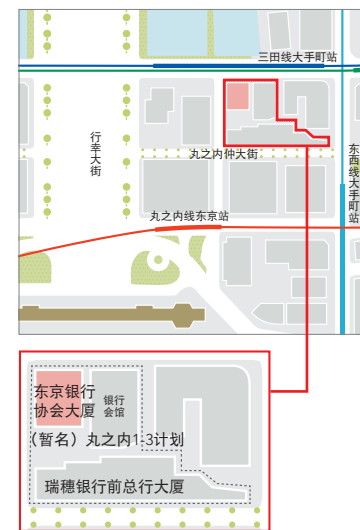 三田线大手町站
行幸大街
丸之内仲大街
东西线大手町站
丸之内线东京站
东京银行
协会大厦
银行
会馆
（暂名）丸之内1-3计划
瑞穗银行前总行大厦